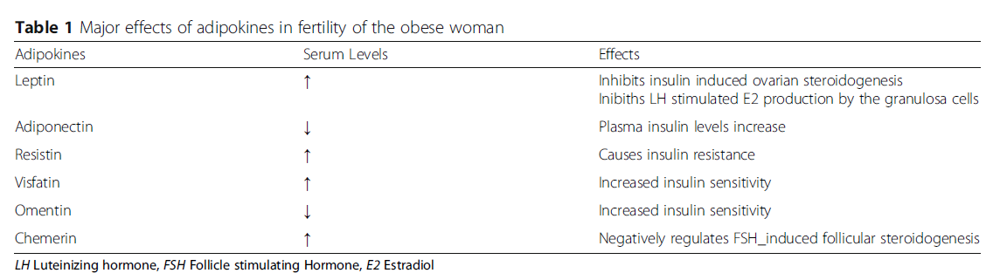 Table 1 Major effects of adipokines in fertility of the obese woman
Adipokines Serum Levels Effects
Leptin ↑ Inhibits insulin induced ovarian steroidogenesis
Inibiths LH stimulated E2 production by the granulosa cells
Adiponectin ↓ Plasma insulin levels increase
Resistin ↑ Causes insulin resistance
Visfatin ↑ Increased insulin sensitivity
Omentin ↓ Increased insulin sensitivity
Chemerin ↑ Negatively regulates FSH_induced follicular steroidogenesis
LH Luteinizing hormone, FSH Follicle stimulating Hormone, E2 Estradiol